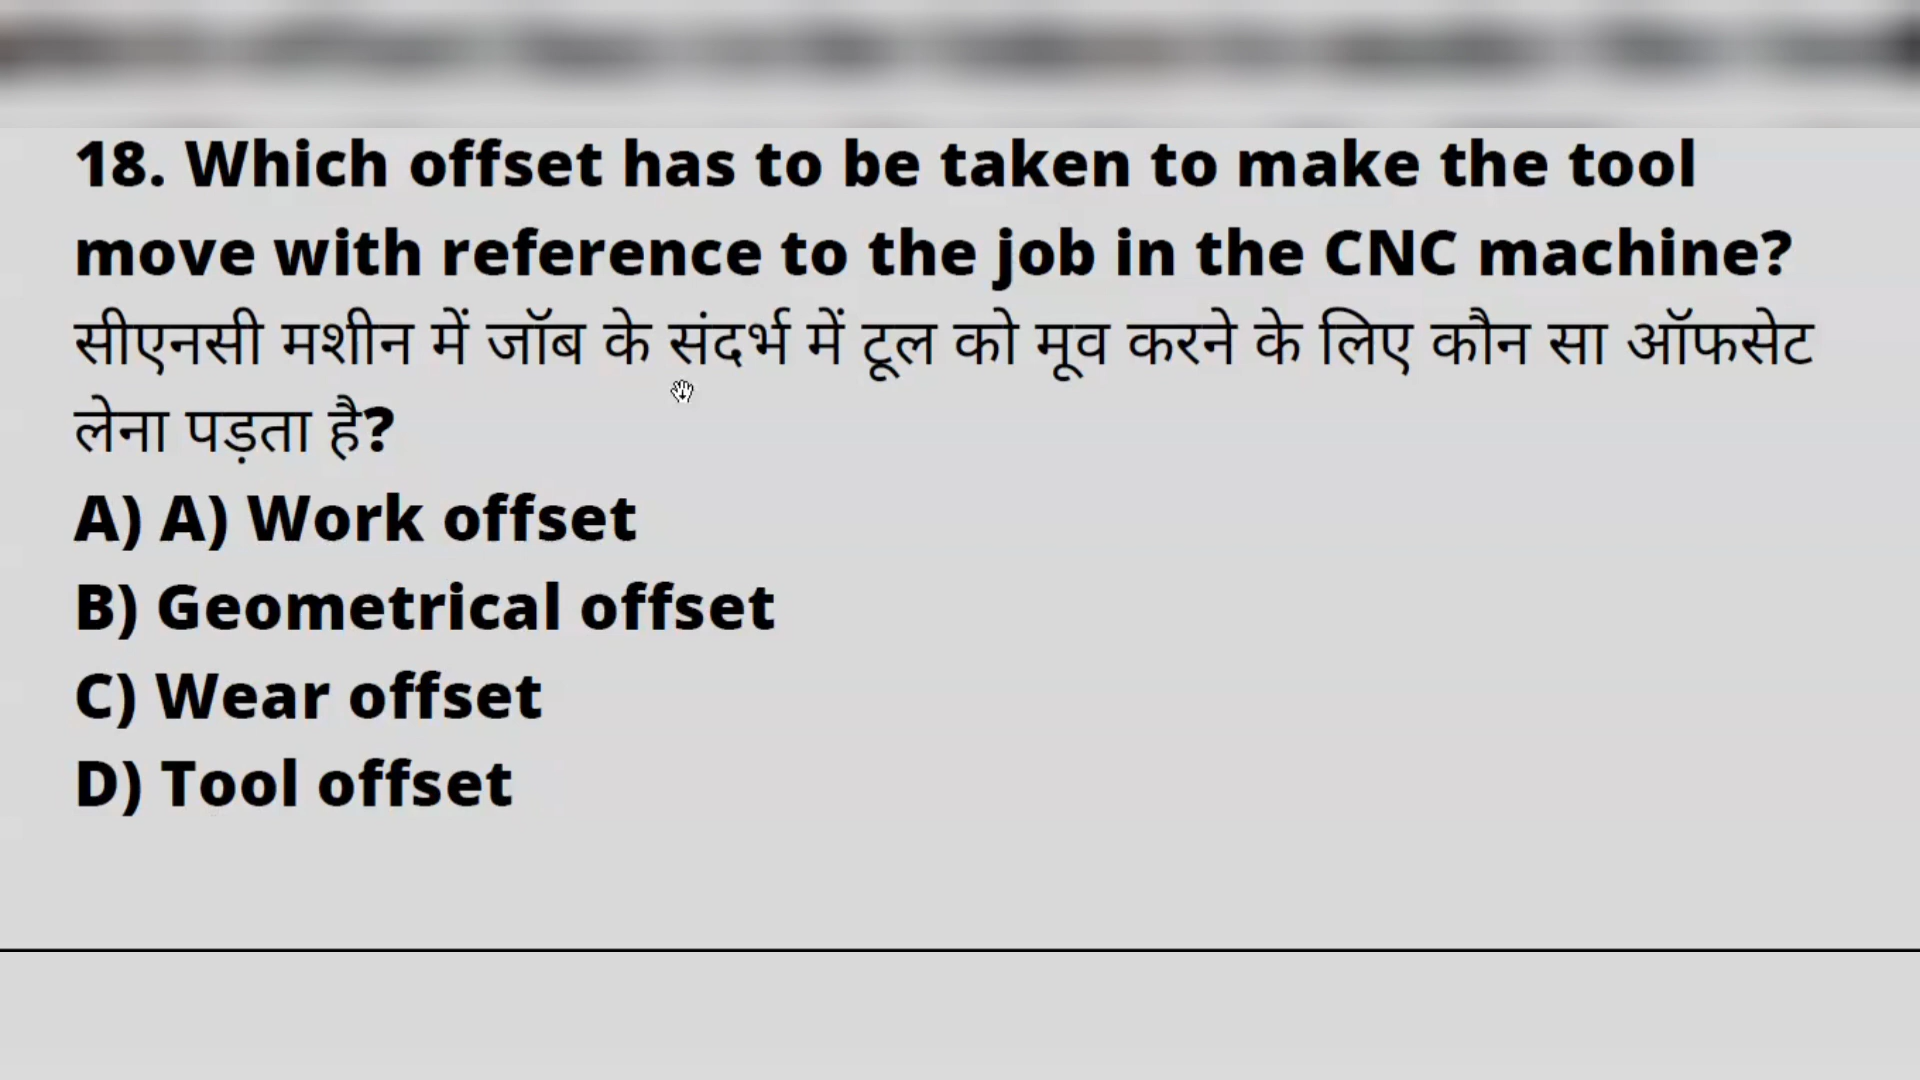 18. Which offset has to be taken to make the tool
move with reference to the job in the CNC machine?
सीएनसी मशीन में जॉब के संदर्भ में टूल को मूव करने के लिए कौन सा ऑफसेट
लेना पड़ता है?
A) A) Work offset
B) Geometrical offset
C) Wear offset
D) Tool offset